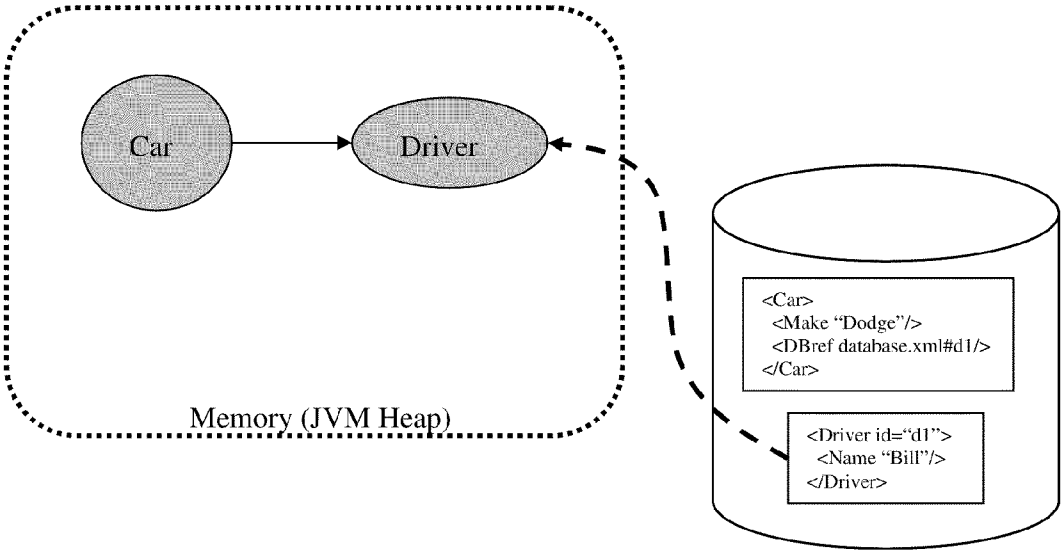 Car
Driver
Memory (JVM Heap)
<Car>
<Make “Dodge”/>
<DBref database.xml#d1/>
</Car>
<Driver id=“d1”>
<Name “Bill”/>
</Driver>